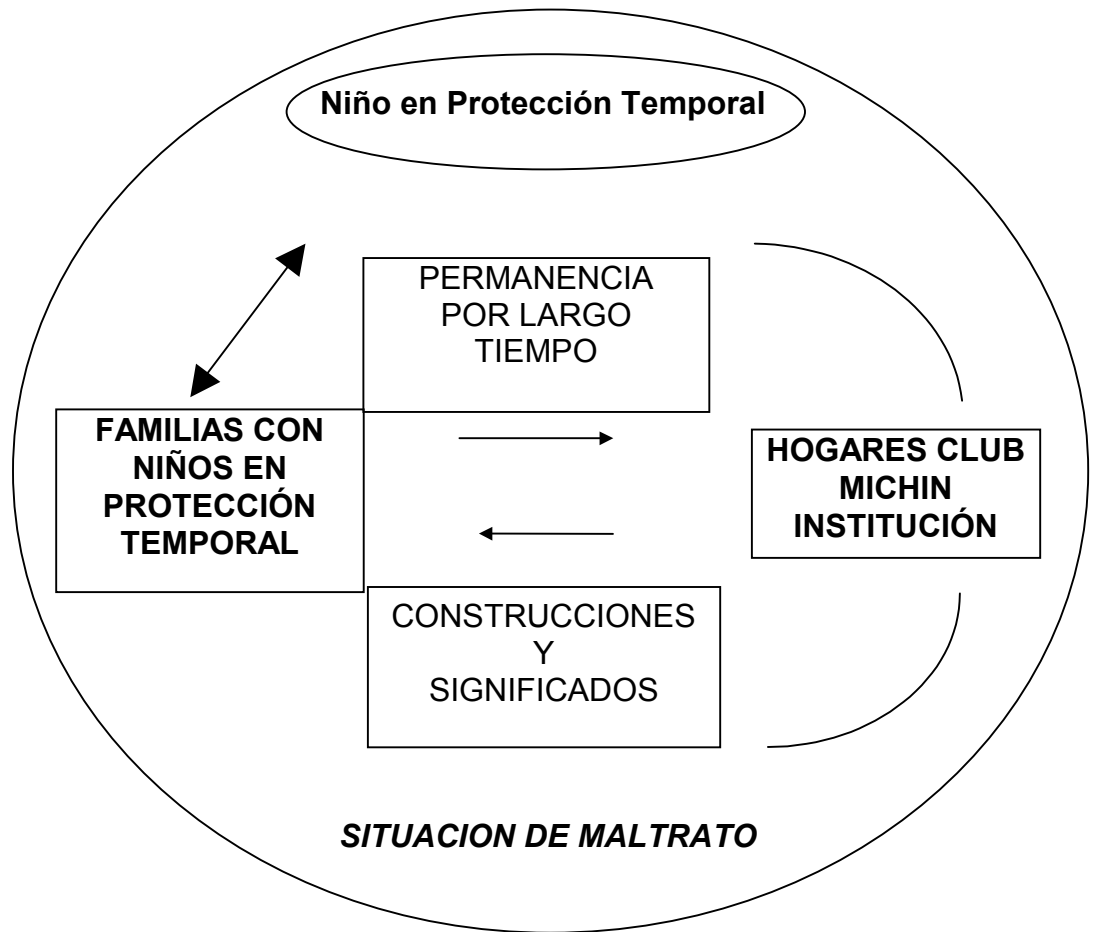 Niño en Protección Temporal
PERMANENCIA
POR LARGO
TIEMPO
FAMILIAS CON
NIÑOS EN
PROTECCIÓN
TEMPORAL
HOGARES CLUB
MICHIN
INSTITUCIÓN
CONSTRUCCIONES
Y
SIGNIFICADOS
SITUACION DE MALTRATO